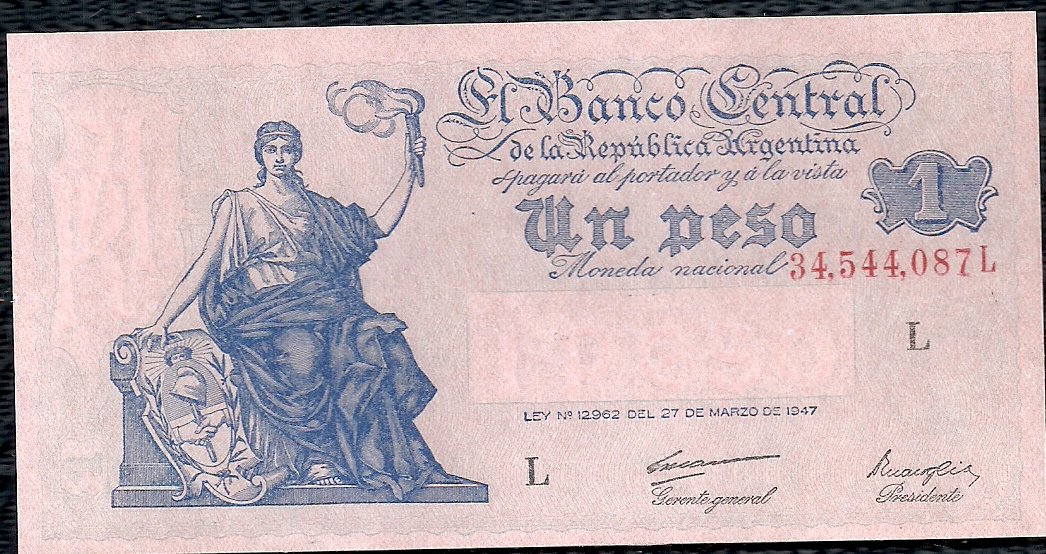 El Banco Central
de la República Argentina
pagará al portador y á la vista
1
Un peso
Moneda nacional 34,544,087 L
L
LEY Nº 12.962 DEL 27 DE MARZO DE 1947
L
Gerente general
Presidente